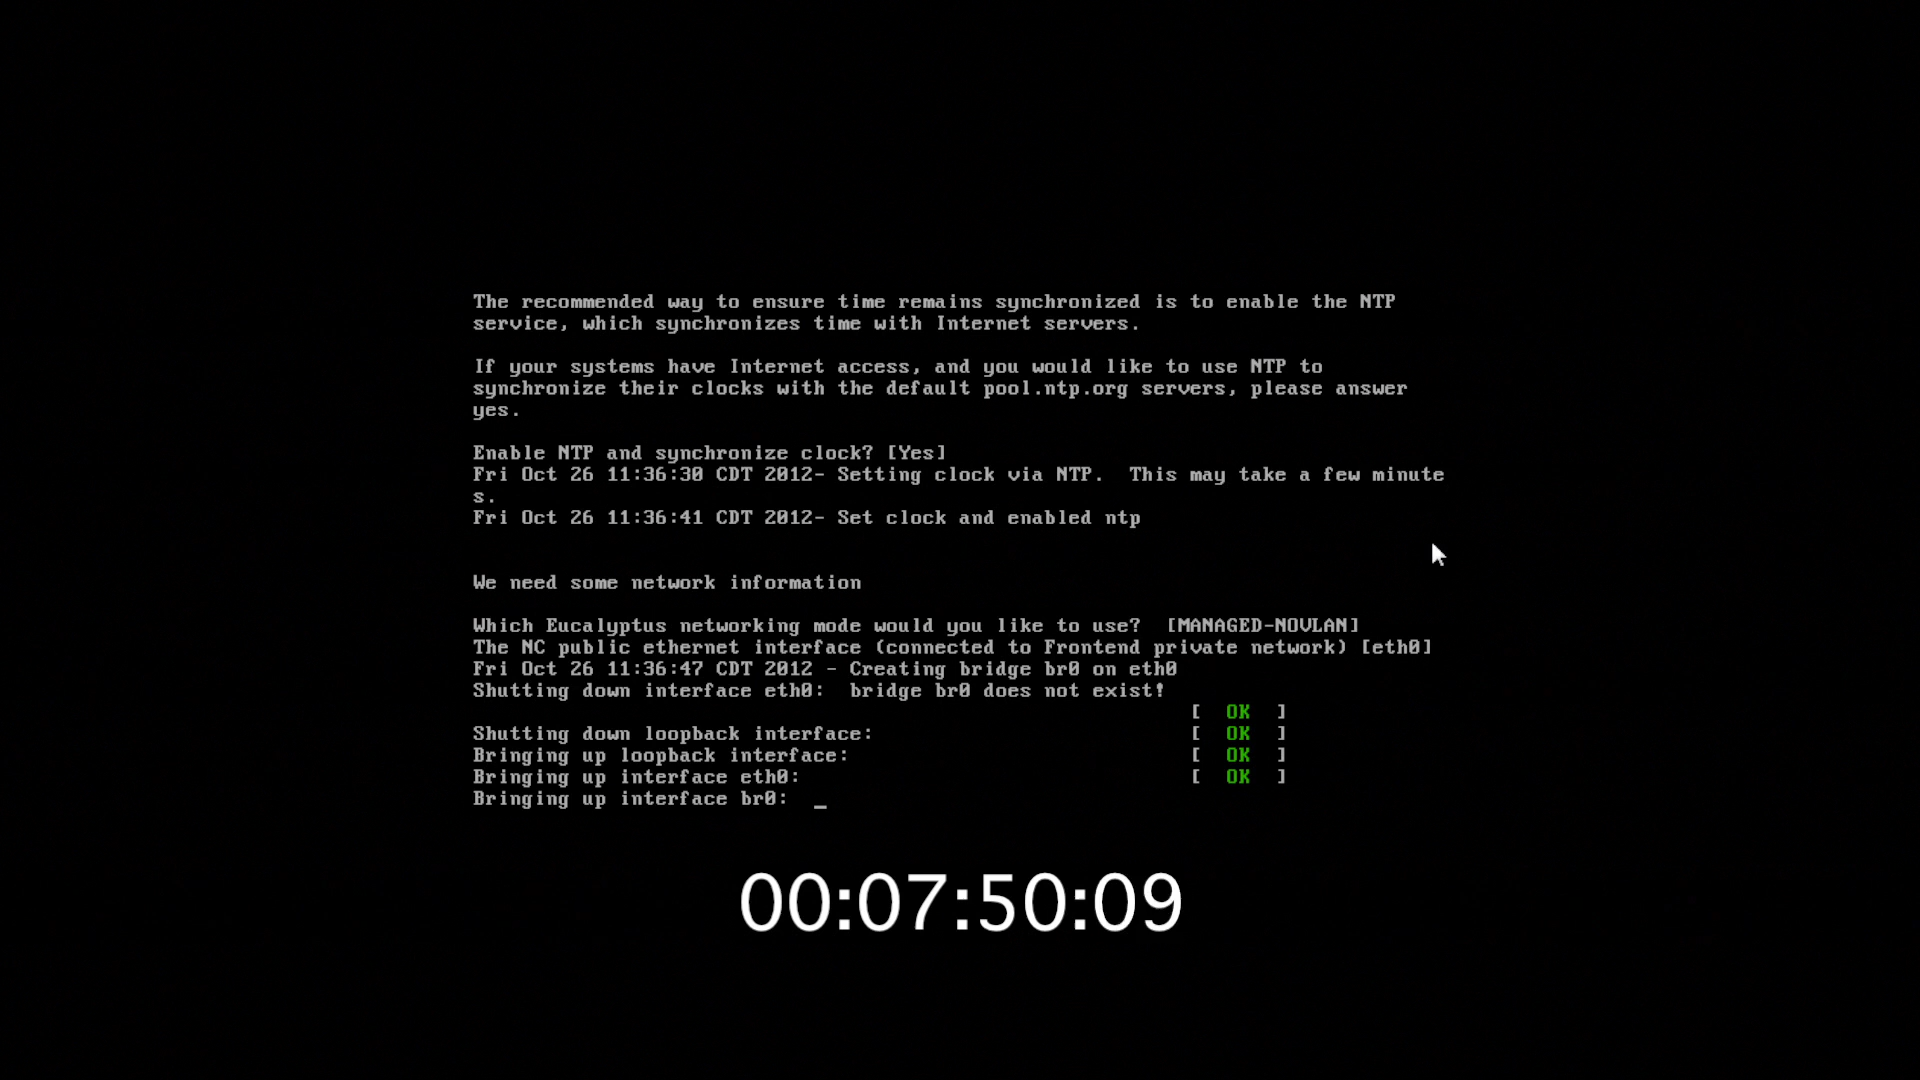 The recommended way to ensure time remains synchronized is to enable the NTP
service, which synchronizes time with Internet servers.
If your systems have Internet access, and you would like to use NTP to
synchronize their clocks with the default pool.ntp.org servers, please answer
yes.
Enable NTP and synchronize clock? [Yes]
Fri Oct 26 11:36:30 CDT 2012- Setting clock via NTP.  This may take a few minute
s.
Fri Oct 26 11:36:41 CDT 2012- Set clock and enabled ntp
We need some network information
Which Eucalyptus networking mode would you like to use?  [MANAGED-NOVLAN]
The NC public ethernet interface (connected to Frontend private network) [eth0]
Fri Oct 26 11:36:47 CDT 2012 - Creating bridge br0 on eth0
Shutting down interface eth0:  bridge br0 does not exist!
[  OK  ]
Shutting down loopback interface: [  OK  ]
Bringing up loopback interface: [  OK  ]
Bringing up interface eth0: [  OK  ]
Bringing up interface br0:  _
00:07:50:09